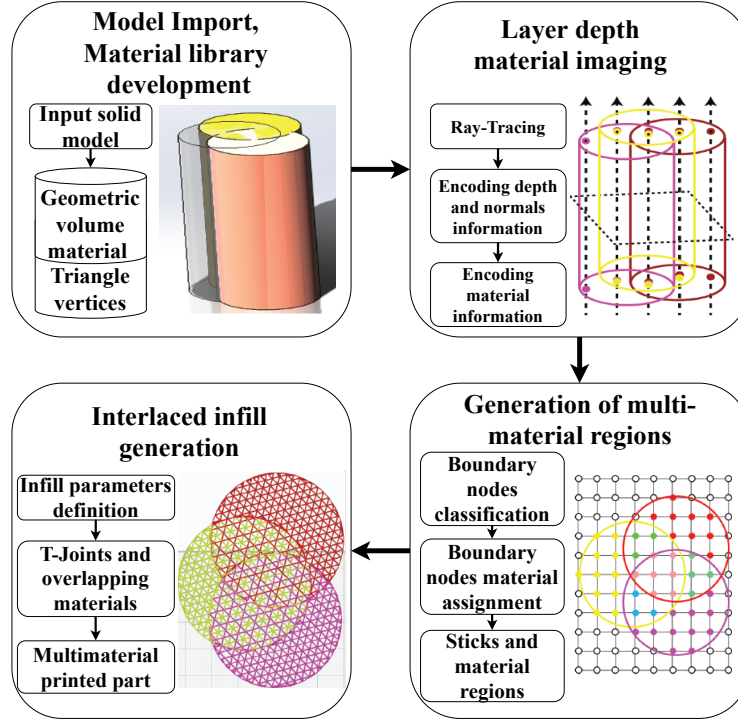 Model Import,
Material library
development
Input solid
model
Geometric
volume
material
Triangle
vertices
Layer depth
material imaging
Ray-Tracing
Encoding depth
and normals
information
Encoding
material
information
Interlaced infill
generation
Infill parameters
definition
T-Joints and
overlapping
materials
Multimaterial
printed part
Generation of multi-
material regions
Boundary
nodes
classification
Boundary
nodes material
assignment
Sticks and
material
regions